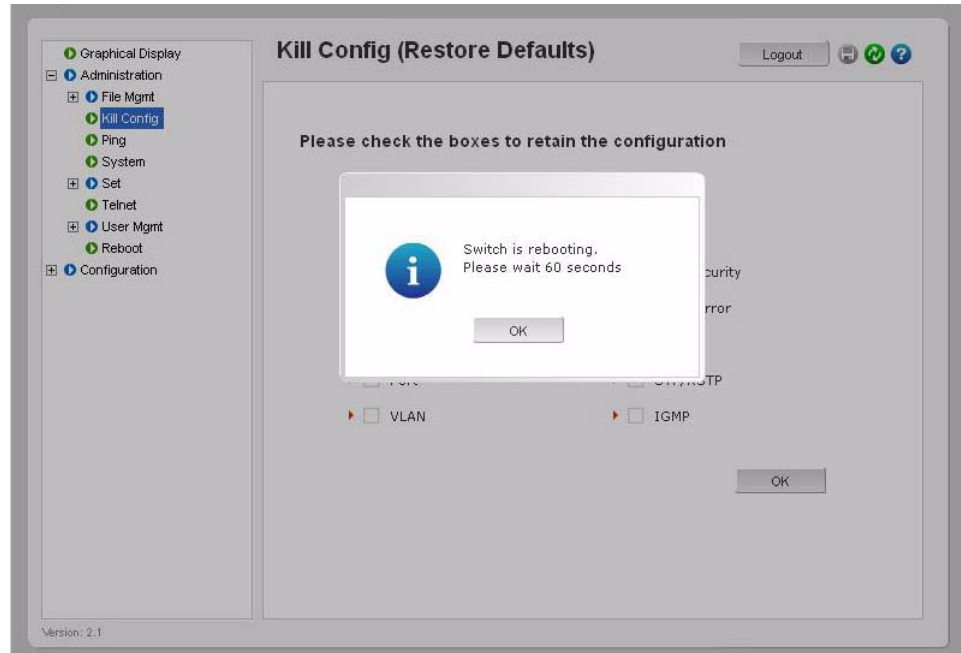 Graphical Display
Administration
File Mgmt
Kill Config
Ping
System
Set
Telnet
User Mgmt
Reboot
Configuration
Version: 2.1
Kill Config (Restore Defaults)
Logout
Please check the boxes to retain the configuration
Switch is rebooting.
Please wait 60 seconds
OK
VLAN
IGMP
OK